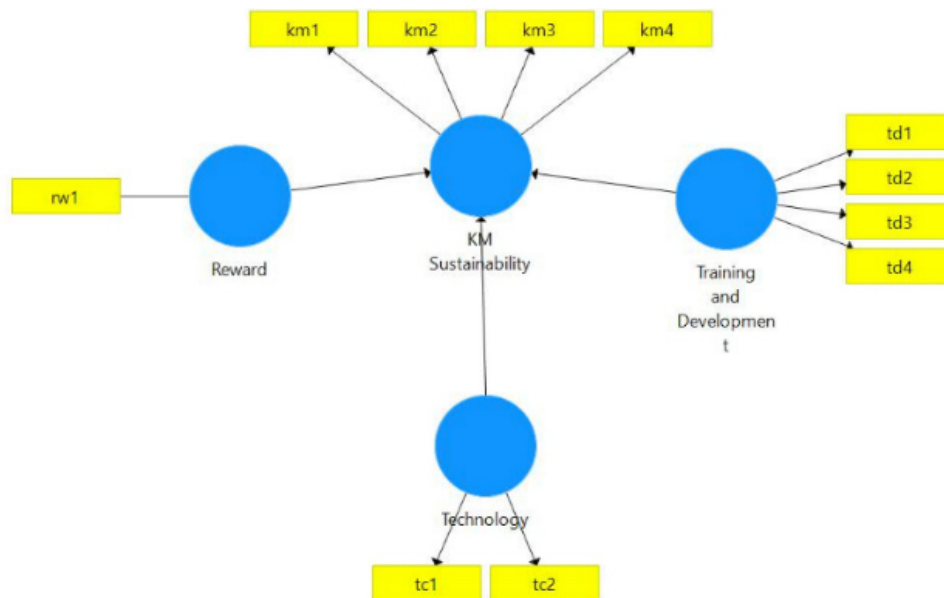 km1
km2
km3
km4
rw1
Reward
KM
Sustainability
Training
and
Developmen
t
td1
td2
td3
td4
Technology
tc1
tc2